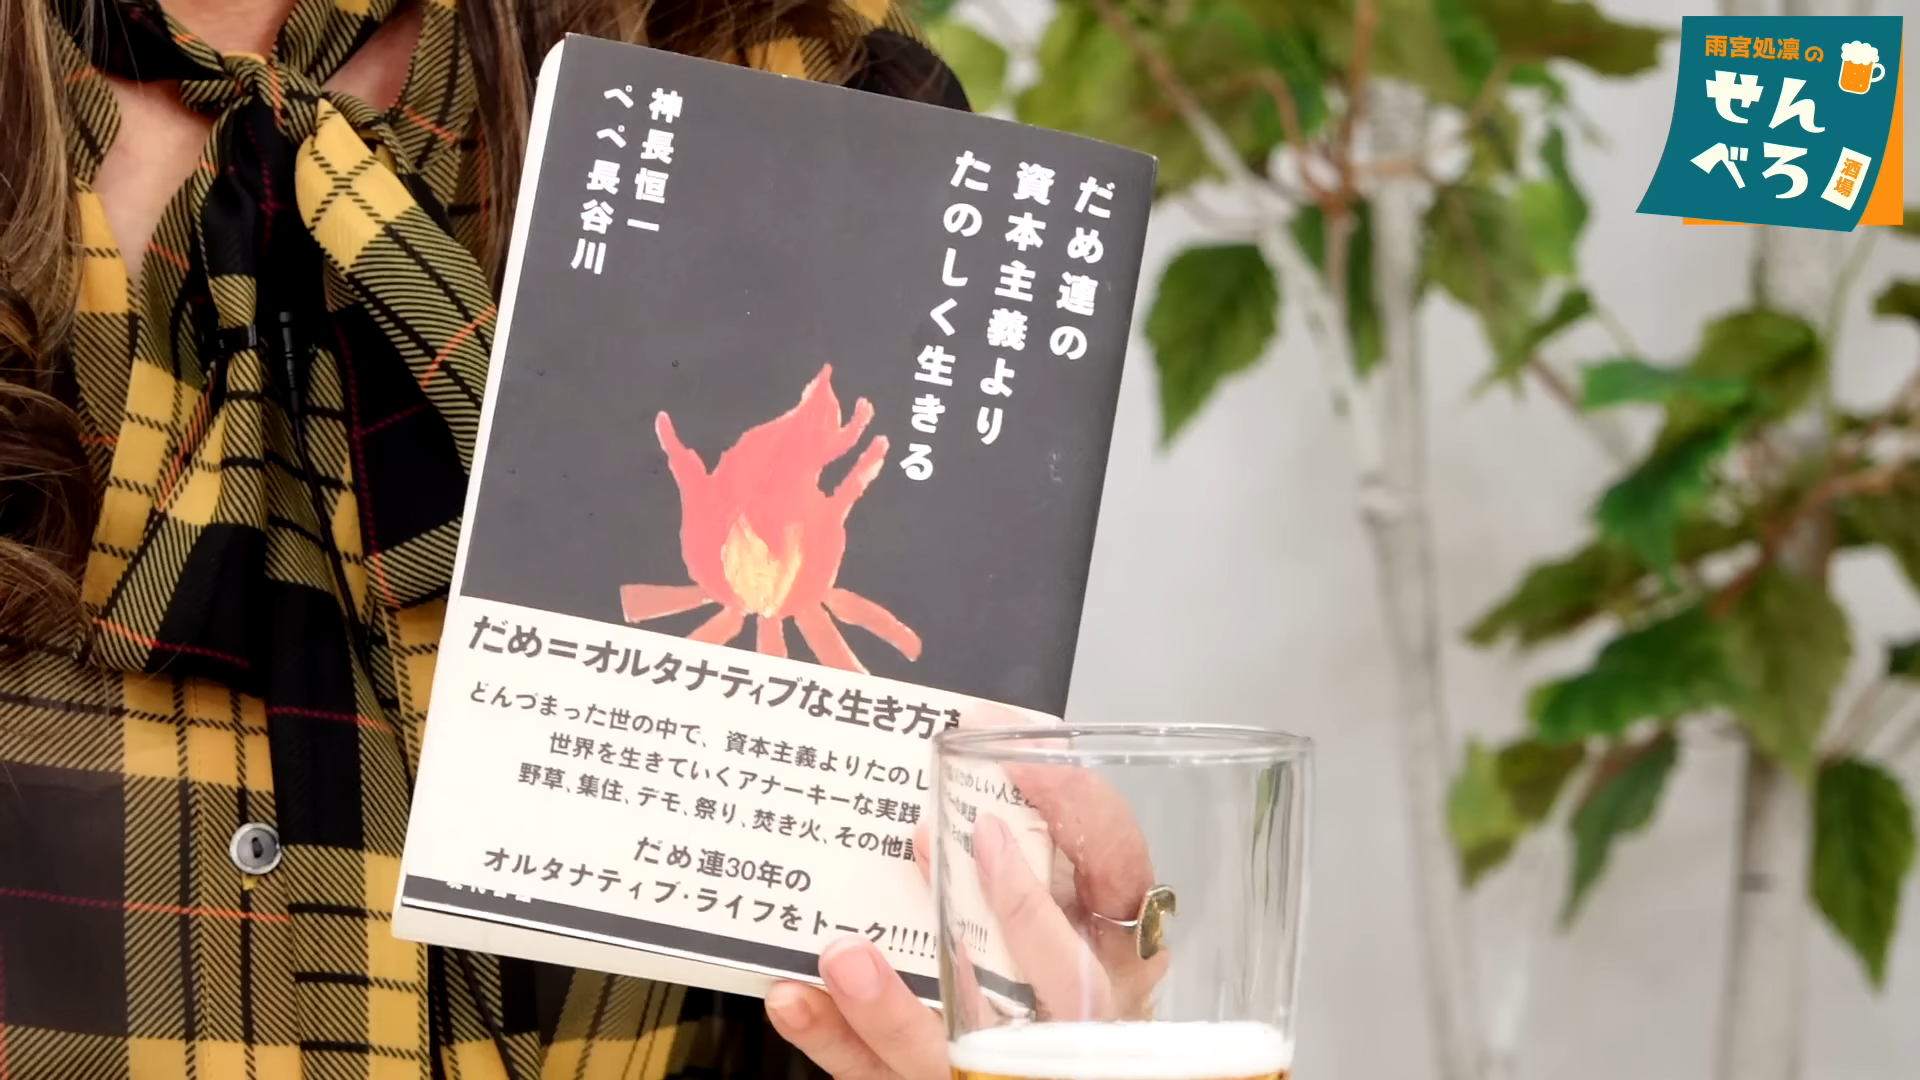 だめ連の
資本主義より
たのしく生きる
神長恒一
ペペ長谷川
だめ＝オルタナティブな生き方
どんづまった世の中で、資本主義よりたのし
世界を生きていくアナーキーな実践
野草、集住、デモ、祭り、焚き火、その他
だめ連30年の
オルタナティブ・ライフをトーク!!!!!
雨宮処凛の
せん
べろ
酒場